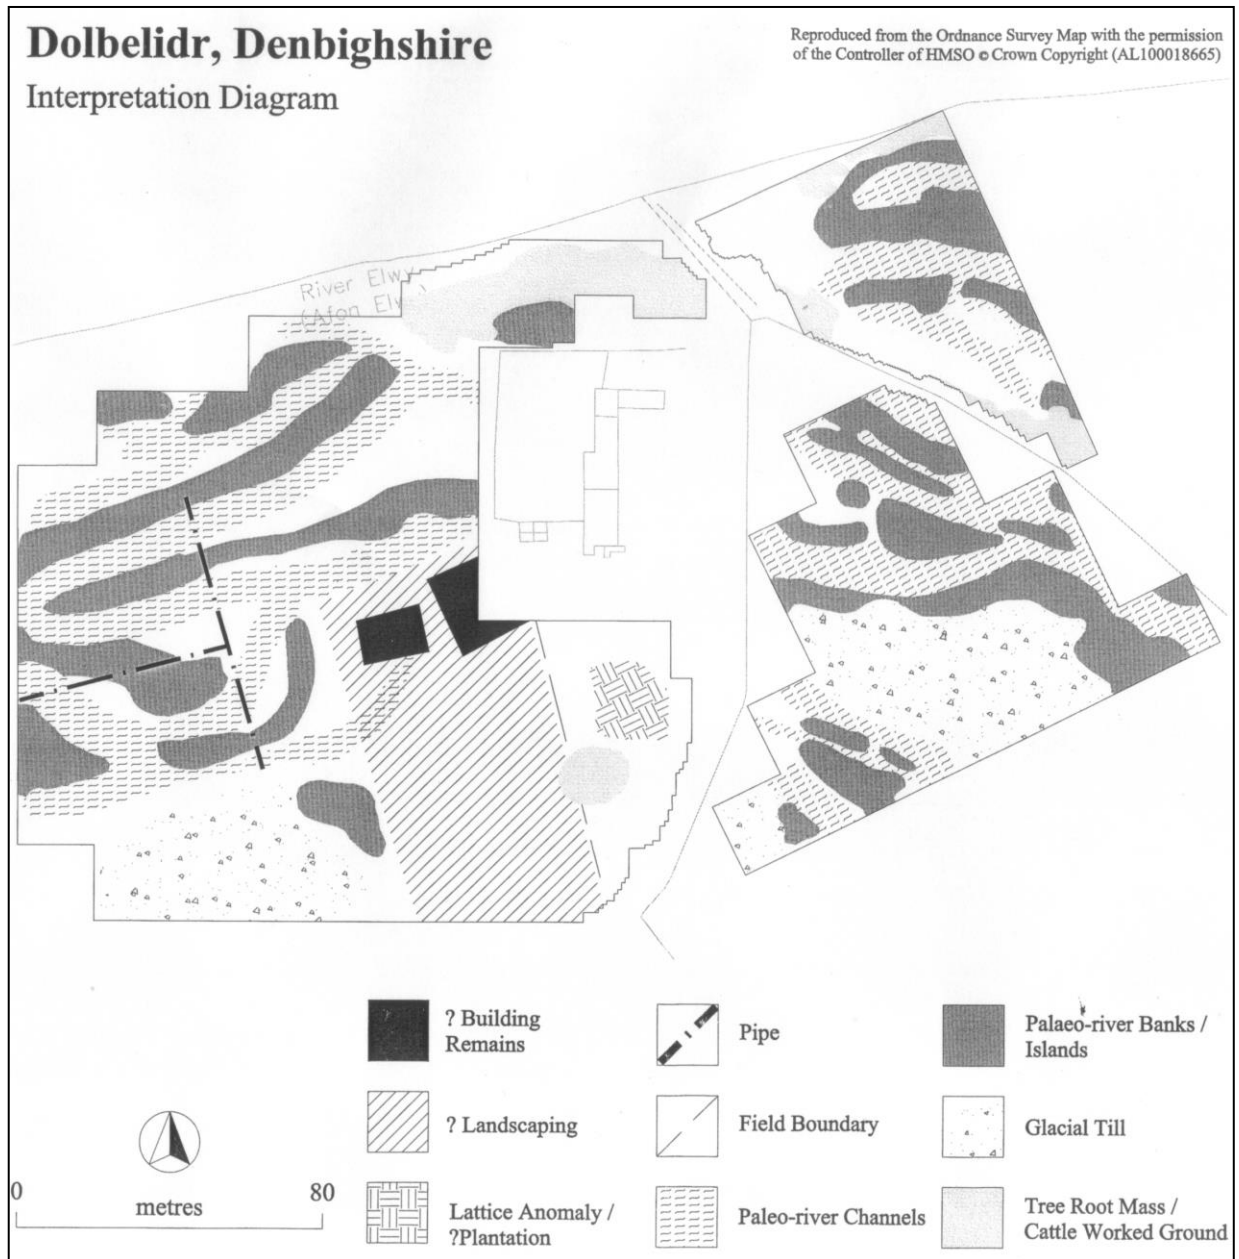 Dolbelidr, Denbighshire
Interpretation Diagram
Reproduced from the Ordnance Survey Map with the permission
of the Controller of HMSO © Crown Copyright (AL100018665)
River Elwy
(Afon
? Building
Remains
Pipe
Palaeo-river Banks /
Islands
? Landscaping
Field Boundary
Glacial Till
Lattice Anomaly /
?Plantation
Paleo-river Channels
Tree Root Mass /
Cattle Worked Ground
0 80
metres